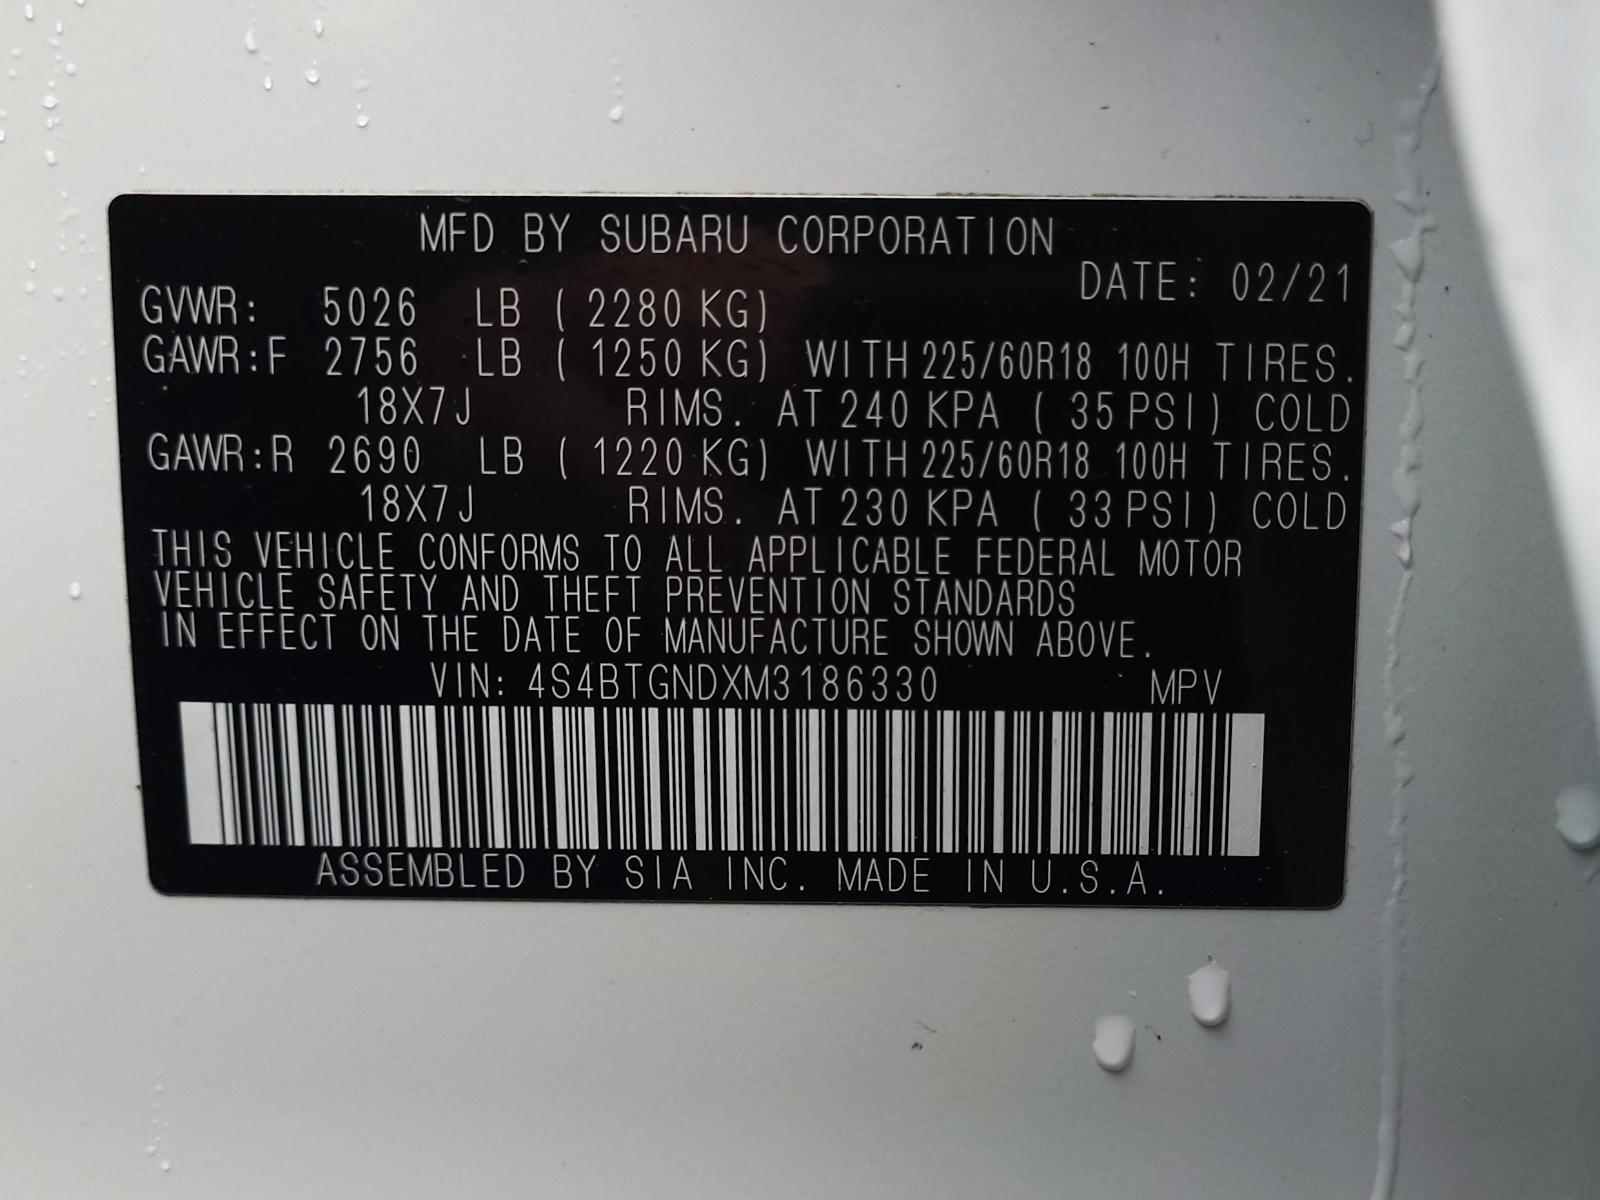 MFD BY SUBARU CORPORATION
DATE: 02/21
GVWR: 5026 LB ( 2280 KG)
GAWR:F 2756 LB ( 1250 KG) WITH 225/60R18 100H TIRES.
18X7J RIMS. AT 240 KPA ( 35 PSI) COLD
GAWR:R 2690 LB ( 1220 KG) WITH 225/60R18 100H TIRES.
18X7J RIMS. AT 230 KPA ( 33 PSI) COLD
THIS VEHICLE CONFORMS TO ALL APPLICABLE FEDERAL MOTOR
VEHICLE SAFETY AND THEFT PREVENTION STANDARDS
IN EFFECT ON THE DATE OF MANUFACTURE SHOWN ABOVE.
VIN: 4S4BTGNDXM3186330 MPV
ASSEMBLED BY SIA INC. MADE IN U.S.A.